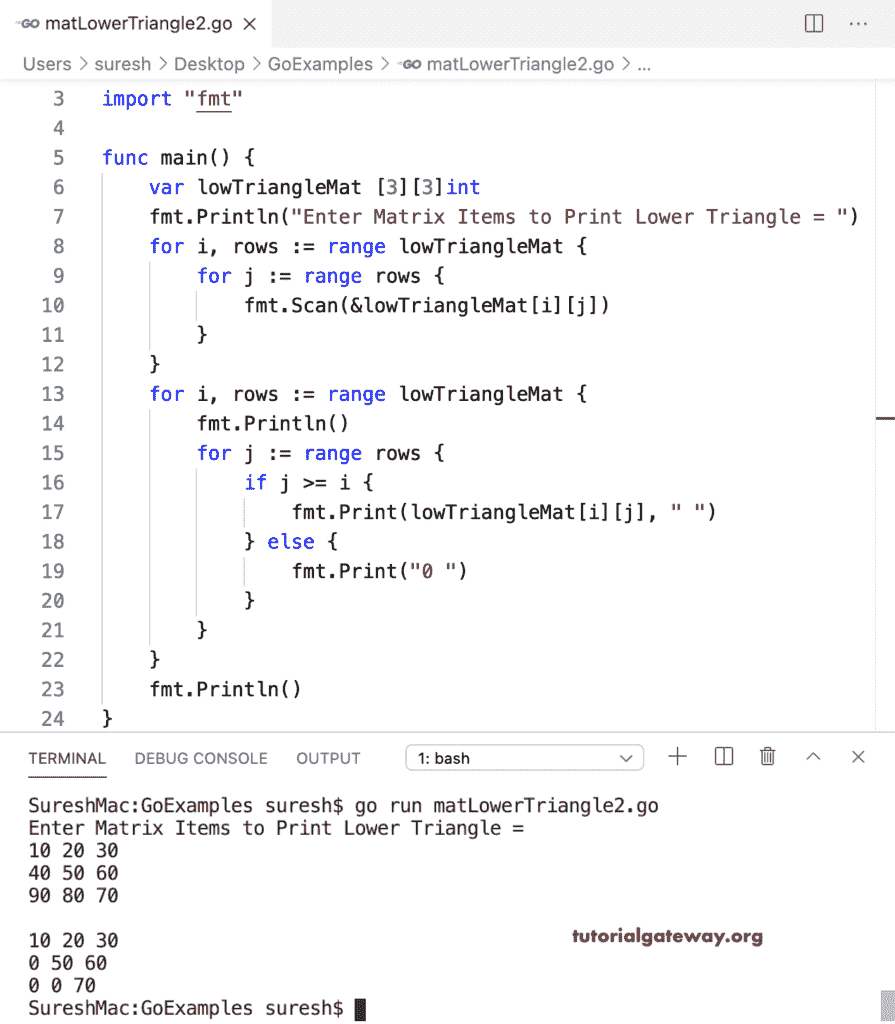 GO matLowerTriangle2.go ×
Users > suresh > Desktop > GoExamples > GO matLowerTriangle2.go > ...
3 import "fmt"
4
5 func main() {
6     var lowTriangleMat [3][3]int
7     fmt.Println("Enter Matrix Items to Print Lower Triangle = ")
8     for i, rows := range lowTriangleMat {
9         for j := range rows {
10             fmt.Scan(&lowTriangleMat[i][j])
11         }
12     }
13     for i, rows := range lowTriangleMat {
14         fmt.Println()
15         for j := range rows {
16             if j >= i {
17                 fmt.Print(lowTriangleMat[i][j], " ")
18             } else {
19                 fmt.Print("0 ")
20             }
21         }
22     }
23     fmt.Println()
24 }
TERMINAL DEBUG CONSOLE OUTPUT 1: bash
SureshMac:GoExamples suresh$ go run matLowerTriangle2.go
Enter Matrix Items to Print Lower Triangle =
10 20 30
40 50 60
90 80 70
10 20 30
tutorialgateway.org
0 50 60
0 0 70
SureshMac:GoExamples suresh$